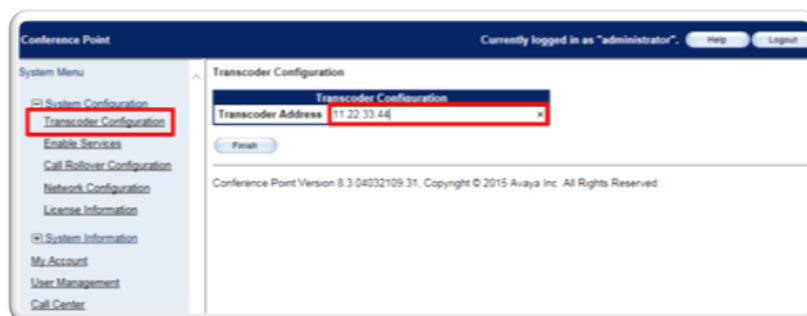 Conference Point
Currently logged in as "administrator".
Help
Logout
System Menu
System Configuration
Transcoder Configuration
Enable Services
Call Rollover Configuration
Network Configuration
License Information
System Information
My Account
User Management
Call Center
Transcoder Configuration
Transcoder Configuration
Transcoder Address 11.22.33.44
Finish
Conference Point Version 8.3.04032109.31, Copyright © 2015 Avaya Inc. All Rights Reserved.